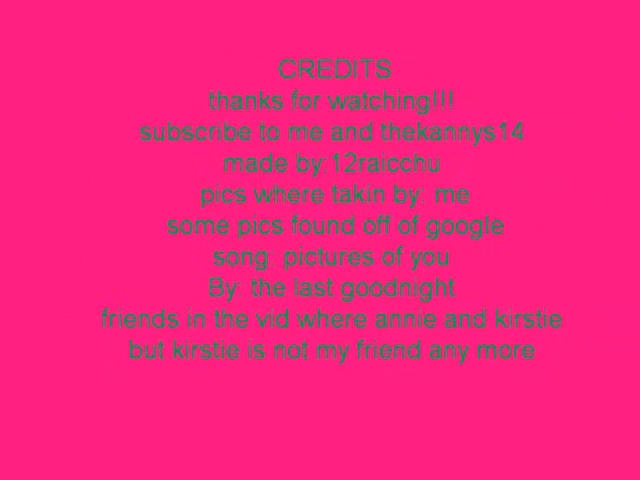 CREDITS
thanks for watching!!!
subscribe to me and thekannys14
made by:12raicchu
pics where takin by: me
some pics found off of google
song: pictures of you
By: the last goodnight
friends in the vid where annie and kirstie
but kirstie is not my friend any more